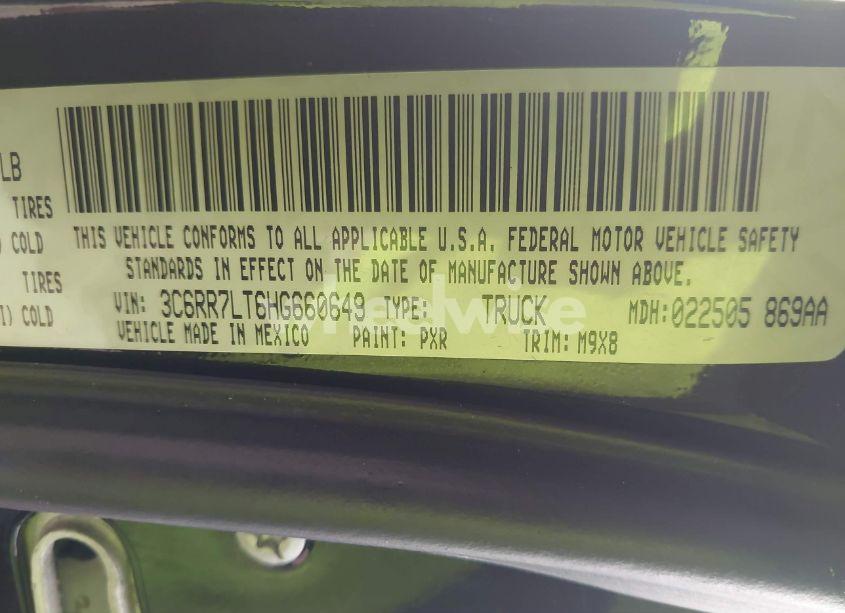 LB
TIRES
COLD
TIRES
COLD
THIS VEHICLE CONFORMS TO ALL APPLICABLE U.S.A. FEDERAL MOTOR VEHICLE SAFETY
STANDARDS IN EFFECT ON THE DATE OF MANUFACTURE SHOWN ABOVE.
VIN: 3C6RR7LT6HG660649 TYPE: TRUCK MDH: 022505 869AA
VEHICLE MADE IN MEXICO PAINT: PXR TRIM: M9X8